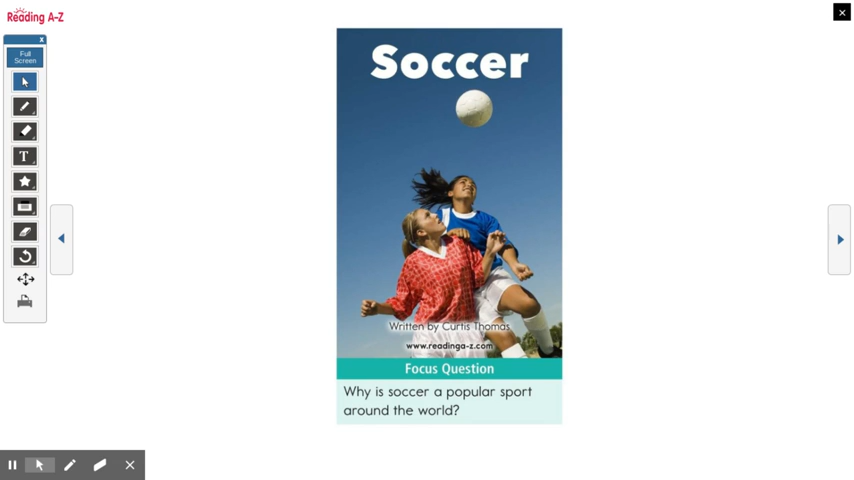 Reading A-Z
x
Full
Screen
T
Soccer
Written by Curtis Thomas
www.readinga-z.com
Focus Question
Why is soccer a popular sport
around the world?